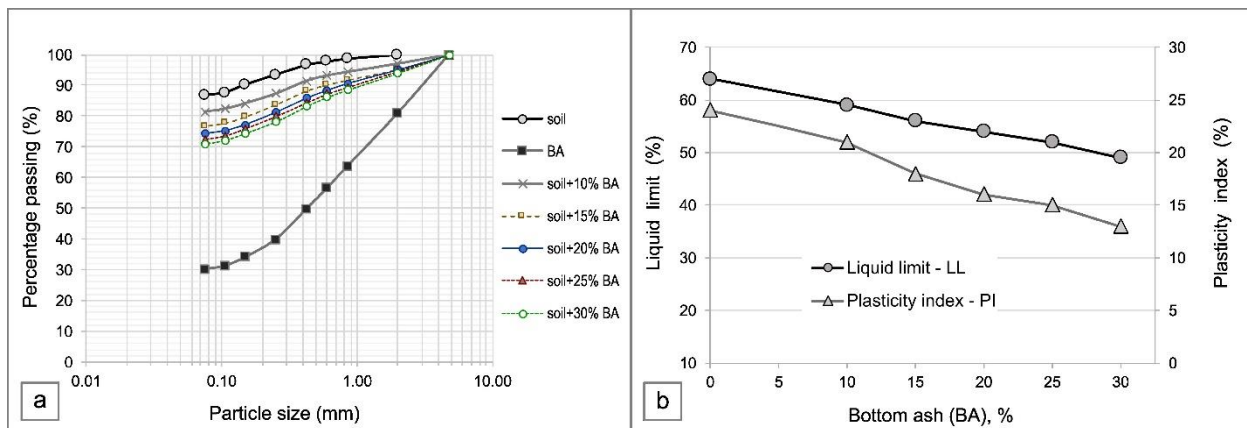 100
90
80
70
60
50
40
30
20
10
0
Percentage passing (%)
0.01
0.10
1.00
10.00
Particle size (mm)
soil
BA
soil+10% BA
soil+15% BA
soil+20% BA
soil+25% BA
soil+30% BA
a
70
60
50
40
30
20
10
Liquid limit (%)
30
25
20
15
10
5
0
Plasticity index (%)
Liquid limit - LL
Plasticity index - PI
0
5
10
15
20
25
30
Bottom ash (BA), %
b